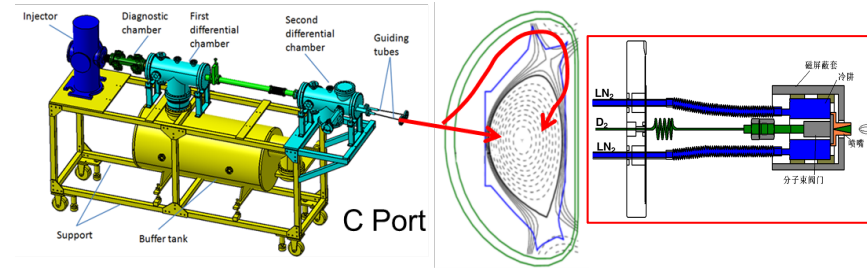 Injector
Diagnostic
chamber
First
differential
chamber
Second
differential
chamber
Guiding
tubes
Support
Buffer tank
C Port
LN2
D2
LN2
磁屏蔽套
冷阱
喷嘴
分子束阀门